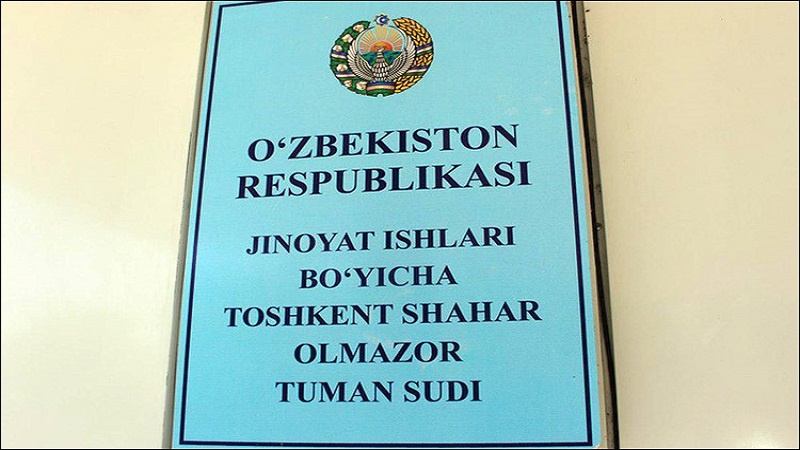 O‘ZBEKISTON
RESPUBLIKASI
JINOYAT ISHLARI
BO‘YICHA
TOSHKENT SHAHAR
OLMAZOR
TUMAN SUDI